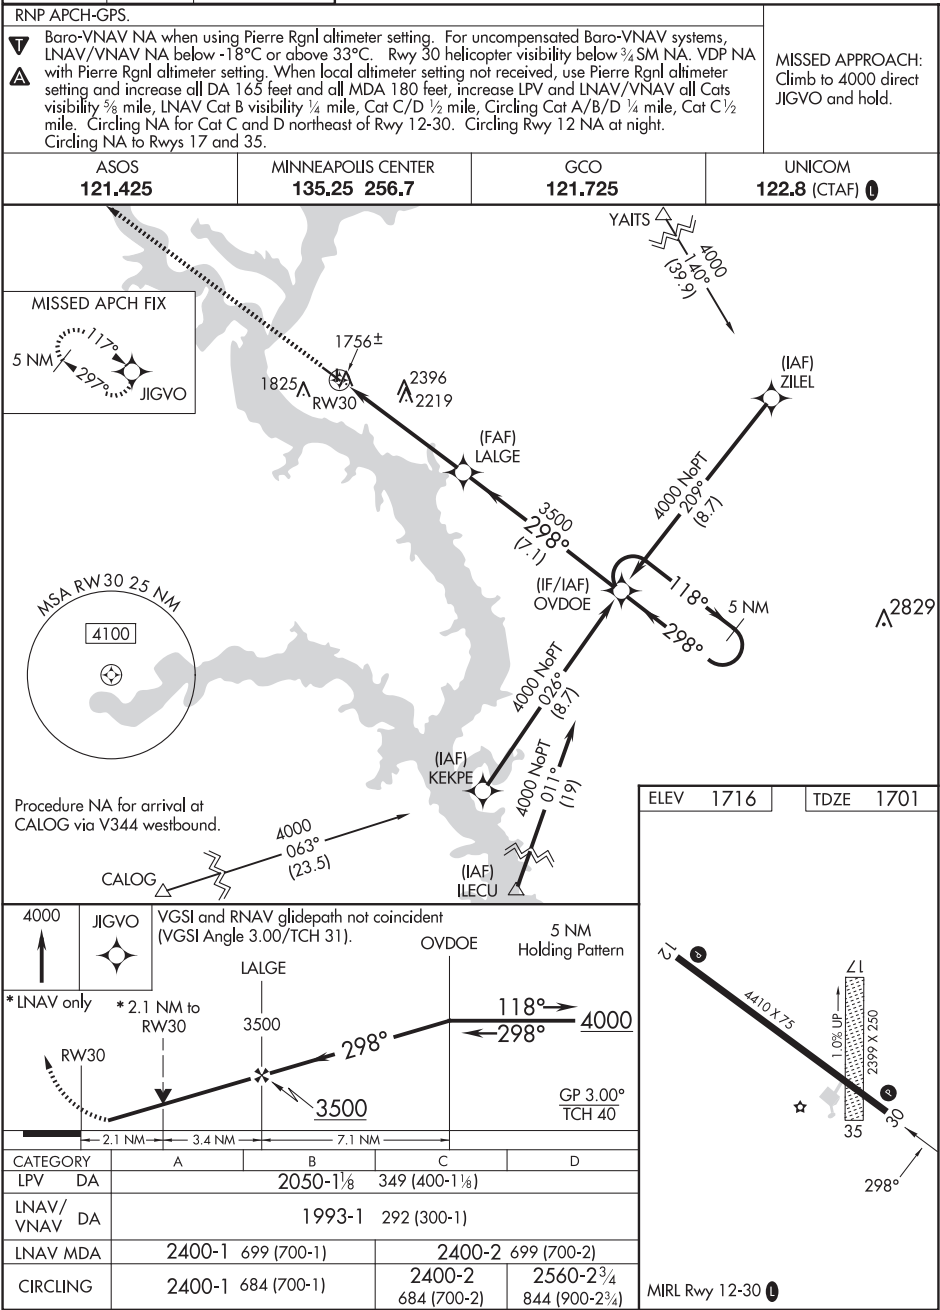 RNP APCH-GPS.
T
A
Baro-VNAV NA when using Pierre Rgnl altimeter setting. For uncompensated Baro-VNAV systems,
LNAV/VNAV NA below -18°C or above 33°C. Rwy 30 helicopter visibility below ¾ SM NA. VDP NA
with Pierre Rgnl altimeter setting. When local altimeter setting not received, use Pierre Rgnl altimeter
setting and increase all DA 165 feet and all MDA 180 feet, increase LPV and LNAV/VNAV all Cats
visibility ⅝ mile, LNAV Cat B visibility ¼ mile, Cat C/D ½ mile, Circling Cat A/B/D ¼ mile, Cat C ½
mile. Circling NA for Cat C and D northeast of Rwy 12-30. Circling Rwy 12 NA at night.
Circling NA to Rwys 17 and 35.
MISSED APPROACH:
Climb to 4000 direct
JIGVO and hold.
ASOS
121.425
MINNEAPOLIS CENTER
135.25 256.7
GCO
121.725
UNICOM
122.8 (CTAF) L
YAITS
4000
140°
(39.9)
MISSED APCH FIX
5 NM
117°
297°
JIGVO
1756±
1825
RW30
2396
2219
(IAF)
ZILEL
(FAF)
LALGE
4000 NoPT
209°
(8.7)
3500
298°
(7.1)
(IF/IAF)
OVDOE
118°
5 NM
298°
2829
MSA RW30 25 NM
4100
4000 NoPT
026°
(8.7)
(IAF)
KEKPE
4000 NoPT
011°
(19)
(IAF)
ILECU
Procedure NA for arrival at
CALOG via V344 westbound.
4000
063°
(23.5)
CALOG
ELEV 1716
TDZE 1701
12
P
4410 X 75
17
1.0% UP
2399 X 250
P
30
35
298°
MIRL Rwy 12-30 L
4000
JIGVO
VGSI and RNAV glidepath not coincident
(VGSI Angle 3.00/TCH 31).
OVDOE
5 NM
Holding Pattern
LALGE
* LNAV only
* 2.1 NM to
RW30
3500
118°
298°
4000
298°
RW30
3500
GP 3.00°
TCH 40
2.1 NM
3.4 NM
7.1 NM
CATEGORY A B C D
LPV DA 2050-1⅛ 349 (400-1⅛)
LNAV/
VNAV DA 1993-1 292 (300-1)
LNAV MDA 2400-1 699 (700-1) 2400-2 699 (700-2)
CIRCLING 2400-1 684 (700-1) 2400-2
684 (700-2) 2560-2¾
844 (900-2¾)